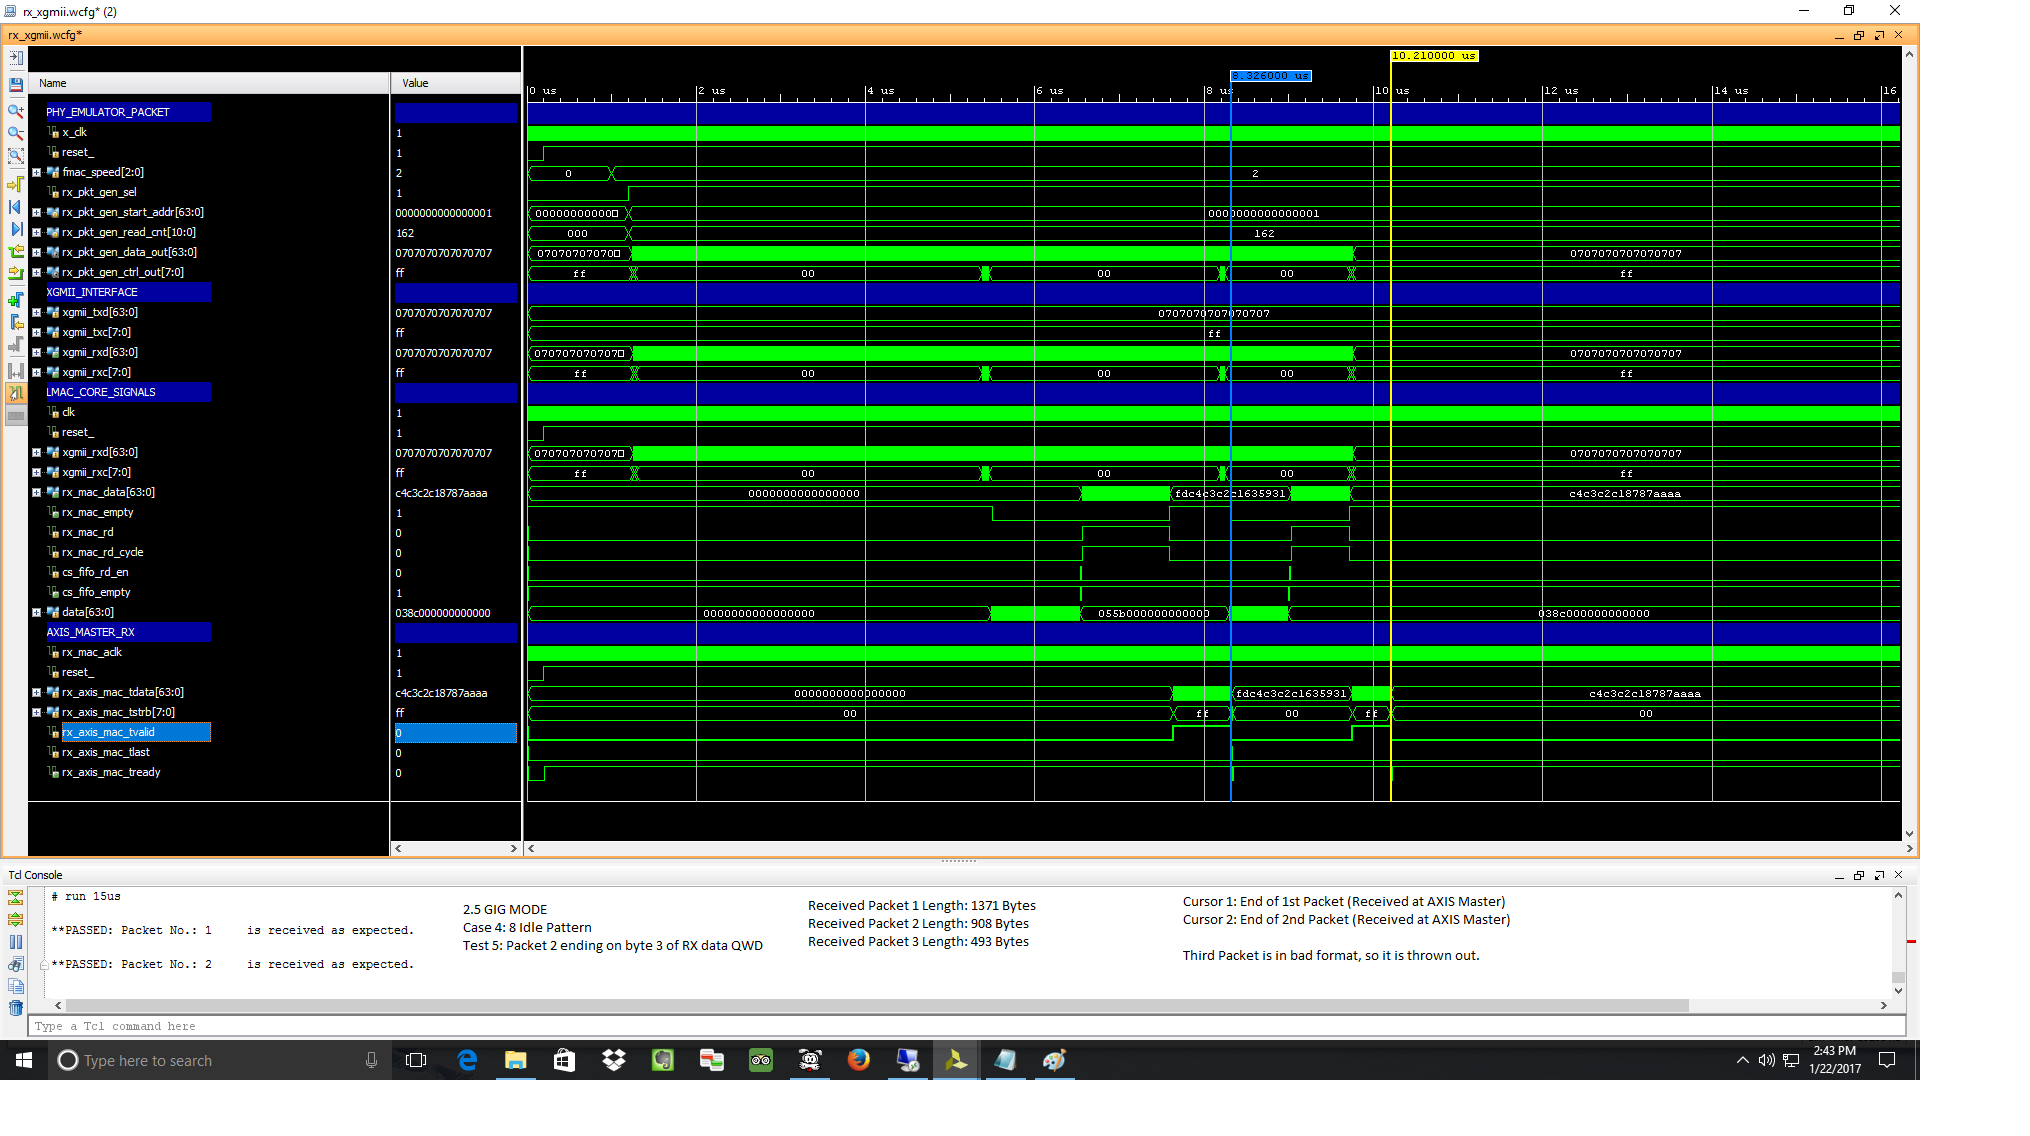 rx_xgmii.wcfg* (2)
rx_xgmii.wcfg*
Name Value
10.210000 us
8.326000 us
0 us 2 us 4 us 6 us 8 us 10 us 12 us 14 us 16
PHY_EMULATOR_PACKET
x_clk 1
reset_ 1
fmac_speed[2:0] 2 0 2
rx_pkt_gen_sel 1
rx_pkt_gen_start_addr[63:0] 0000000000000001 00000000000 0000000000000001
rx_pkt_gen_read_cnt[10:0] 162 000 162
rx_pkt_gen_data_out[63:0] 0707070707070707 07070707070 0707070707070707
rx_pkt_gen_ctrl_out[7:0] ff ff 00 00 00 ff
XGMII_INTERFACE
xgmii_txd[63:0] 0707070707070707 0707070707070707
xgmii_txc[7:0] ff ff
xgmii_rxd[63:0] 0707070707070707 070707070707 0707070707070707
xgmii_rxc[7:0] ff ff 00 00 00 ff
LMAC_CORE_SIGNALS
clk 1
reset_ 1
xgmii_rxd[63:0] 0707070707070707 070707070707 0707070707070707
xgmii_rxc[7:0] ff ff 00 00 00 ff
rx_mac_data[63:0] c4c3c2c18787aaaa 0000000000000000 fdc4c3c2c1635931 c4c3c2c18787aaaa
rx_mac_empty 1
rx_mac_rd 0
rx_mac_rd_cycle 0
cs_fifo_rd_en 0
cs_fifo_empty 1
data[63:0] 038c000000000000 0000000000000000 055b000000000000 038c000000000000
AXIS_MASTER_RX
rx_mac_aclk 1
reset_ 1
rx_axis_mac_tdata[63:0] c4c3c2c18787aaaa 0000000000000000 fdc4c3c2c1635931 c4c3c2c18787aaaa
rx_axis_mac_tstrb[7:0] ff 00 ff 00 ff 00
rx_axis_mac_tvalid 0
rx_axis_mac_tlast 0
rx_axis_mac_tready 0
Tcl Console
# run 15us
**PASSED: Packet No.: 1 is received as expected.
**PASSED: Packet No.: 2 is received as expected.
2.5 GIG MODE
Case 4: 8 Idle Pattern
Test 5: Packet 2 ending on byte 3 of RX data QWD
Received Packet 1 Length: 1371 Bytes
Received Packet 2 Length: 908 Bytes
Received Packet 3 Length: 493 Bytes
Cursor 1: End of 1st Packet (Received at AXIS Master)
Cursor 2: End of 2nd Packet (Received at AXIS Master)
Third Packet is in bad format, so it is thrown out.
Type a Tcl command here
Type here to search
2:43 PM
1/22/2017